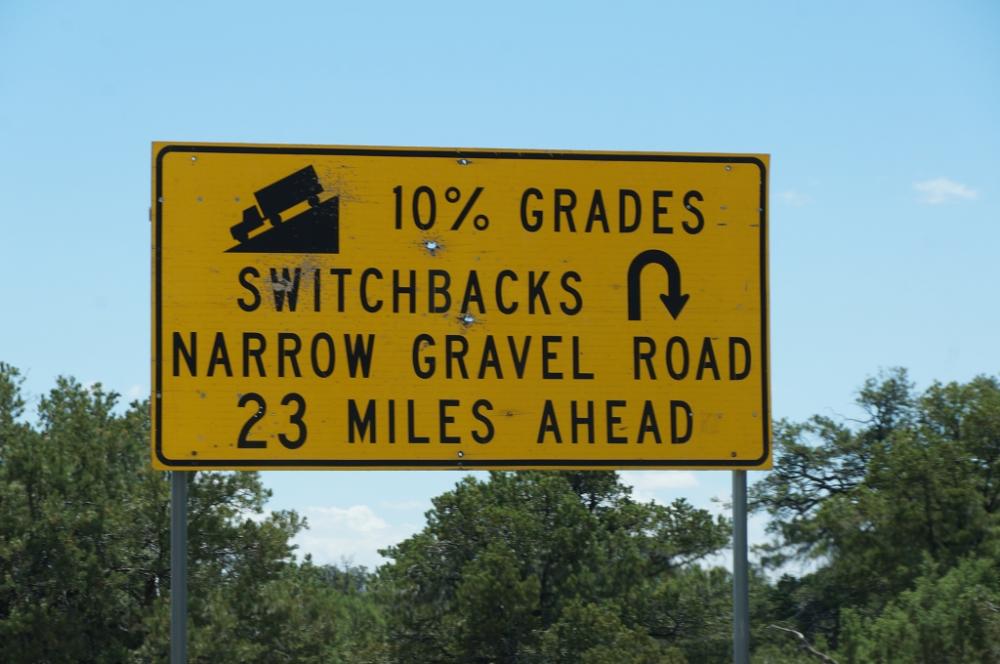 10% GRADES
SWITCHBACKS
NARROW GRAVEL ROAD
23 MILES AHEAD